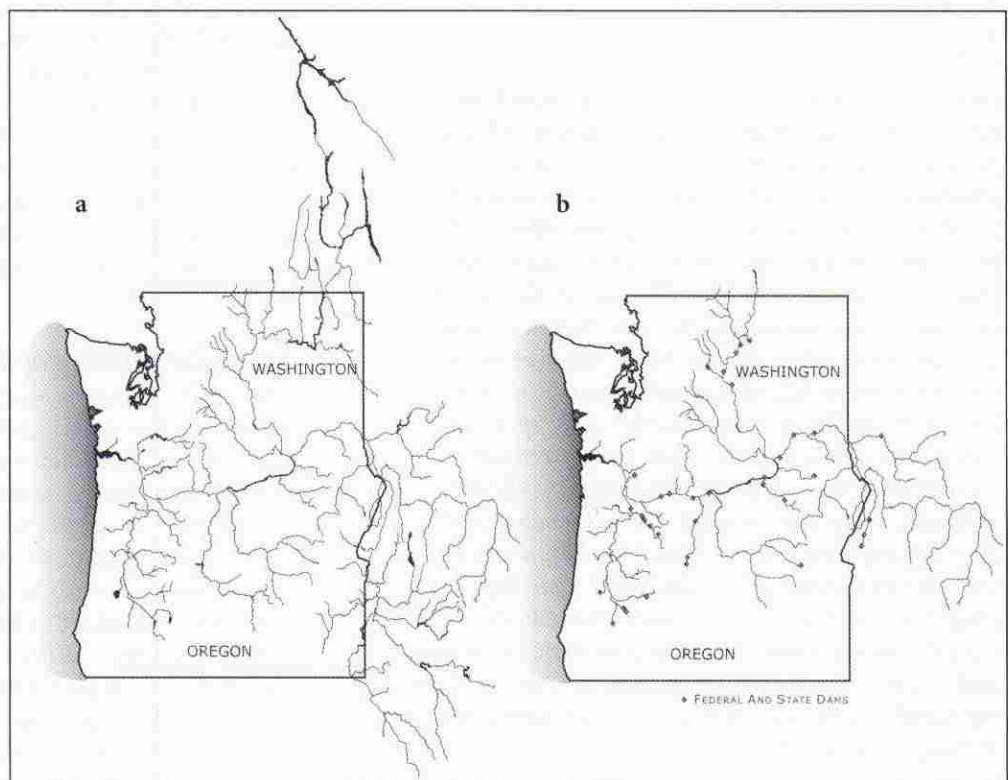 a
b
WASHINGTON
WASHINGTON
OREGON
OREGON
FEDERAL AND STATE DAMS